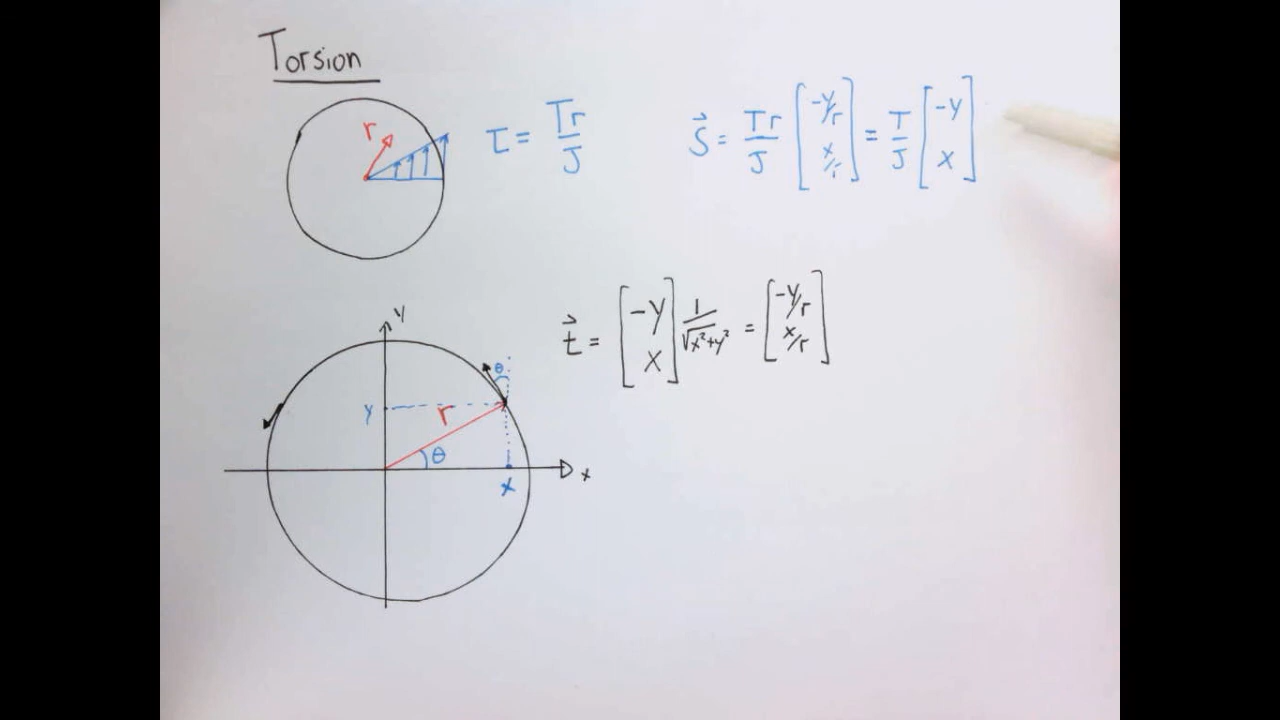 Torsion
r
τ = Tr/J
s⃗ = Tr/J [-y/r x/r] = T/J [-y x]
t⃗ = [-y x] 1/√x²+y² = [-y/r x/r]
y
θ
y
r
θ
x
x